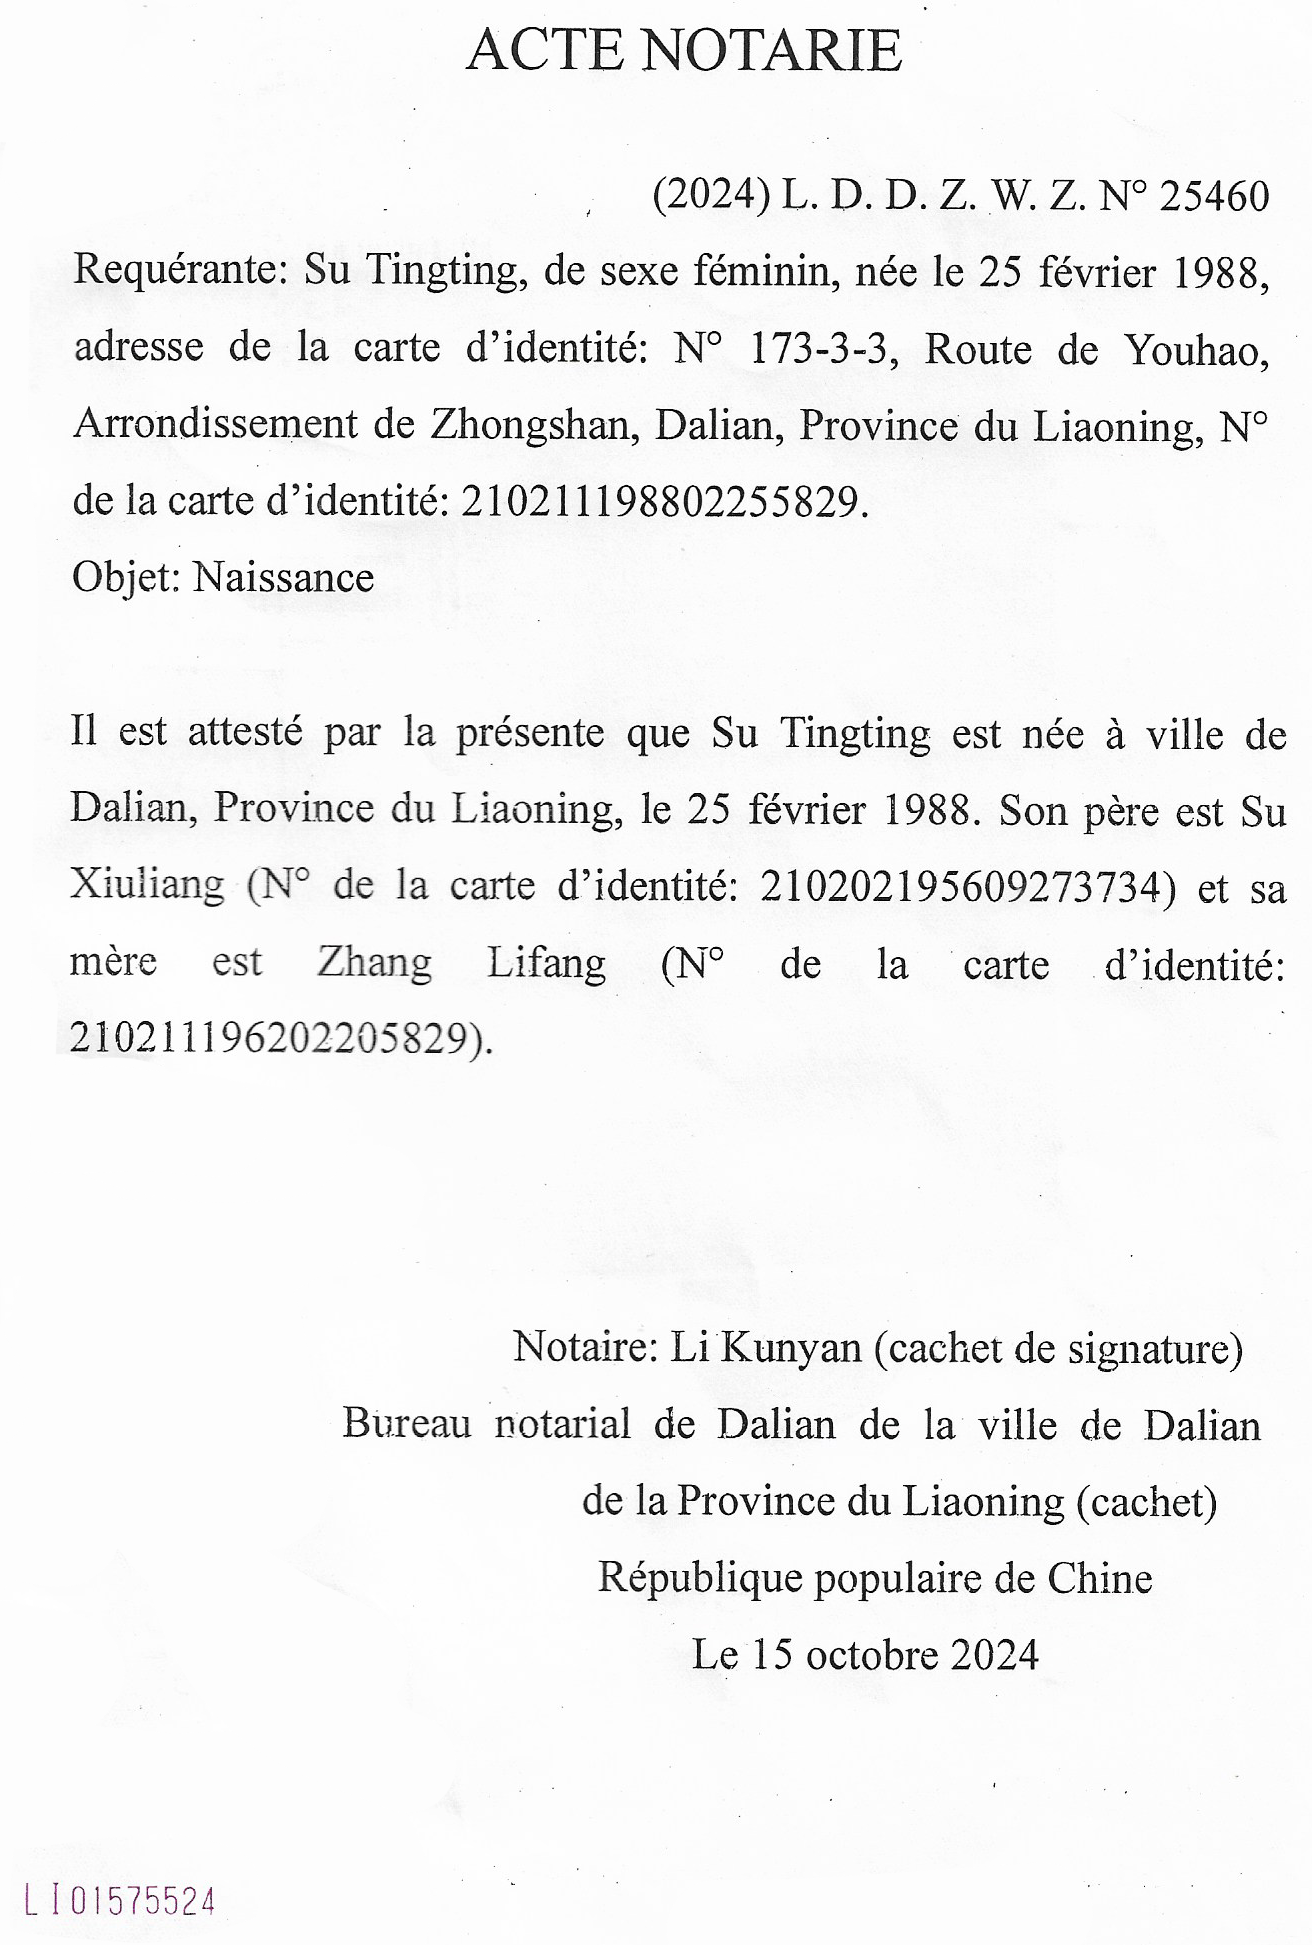 ACTE NOTARIE
(2024) L. D. D. Z. W. Z. N° 25460
Requérante: Su Tingting, de sexe féminin, née le 25 février 1988,
adresse de la carte d’identité: N° 173-3-3, Route de Youhao,
Arrondissement de Zhongshan, Dalian, Province du Liaoning, N°
de la carte d’identité: 210211198802255829.
Objet: Naissance
Il est attesté par la présente que Su Tingting est née à ville de
Dalian, Province du Liaoning, le 25 février 1988. Son père est Su
Xiuliang (N° de la carte d’identité: 210202195609273734) et sa
mère est Zhang Lifang (N° de la carte d’identité:
210211196202205829).
Notaire: Li Kunyan (cachet de signature)
Bureau notarial de Dalian de la ville de Dalian
de la Province du Liaoning (cachet)
République populaire de Chine
Le 15 octobre 2024
LI01575524